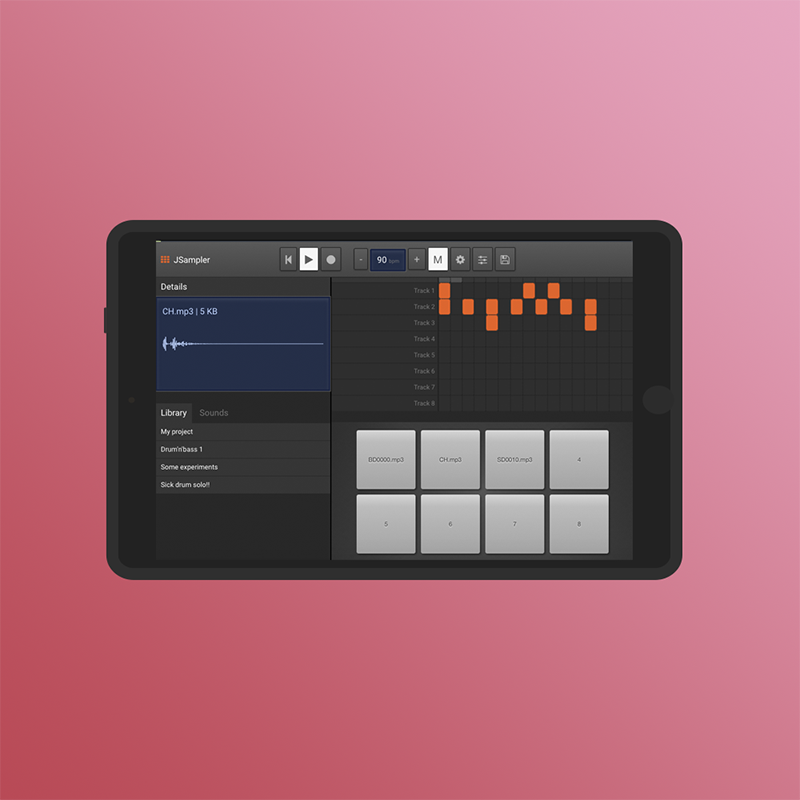 JSampler
-
90 bpm
+
M
Details
CH.mp3 | 5 KB
Library
Sounds
My project
Drum'n'bass 1
Some experiments
Sick drum solo!!
Track 1
Track 2
Track 3
Track 4
Track 5
Track 6
Track 7
Track 8
BD0000.mp3
CH.mp3
SD0010.mp3
4
5
6
7
8